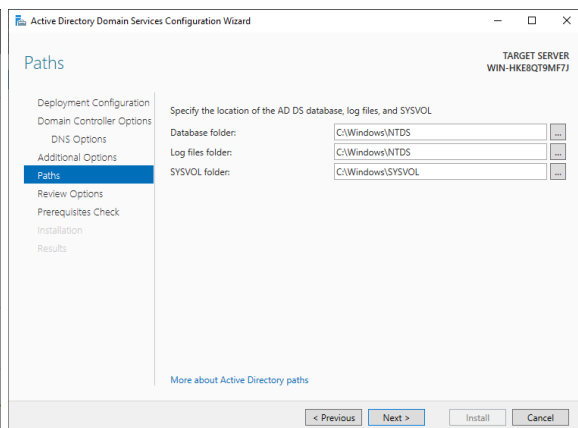 Active Directory Domain Services Configuration Wizard
Paths
TARGET SERVER
WIN-HKE8QT9MF7J
Deployment Configuration
Domain Controller Options
DNS Options
Additional Options
Paths
Review Options
Prerequisites Check
Installation
Results
Specify the location of the AD DS database, log files, and SYSVOL
Database folder: C:\Windows\NTDS ...
Log files folder: C:\Windows\NTDS ...
SYSVOL folder: C:\Windows\SYSVOL ...
More about Active Directory paths
< Previous Next > Install Cancel